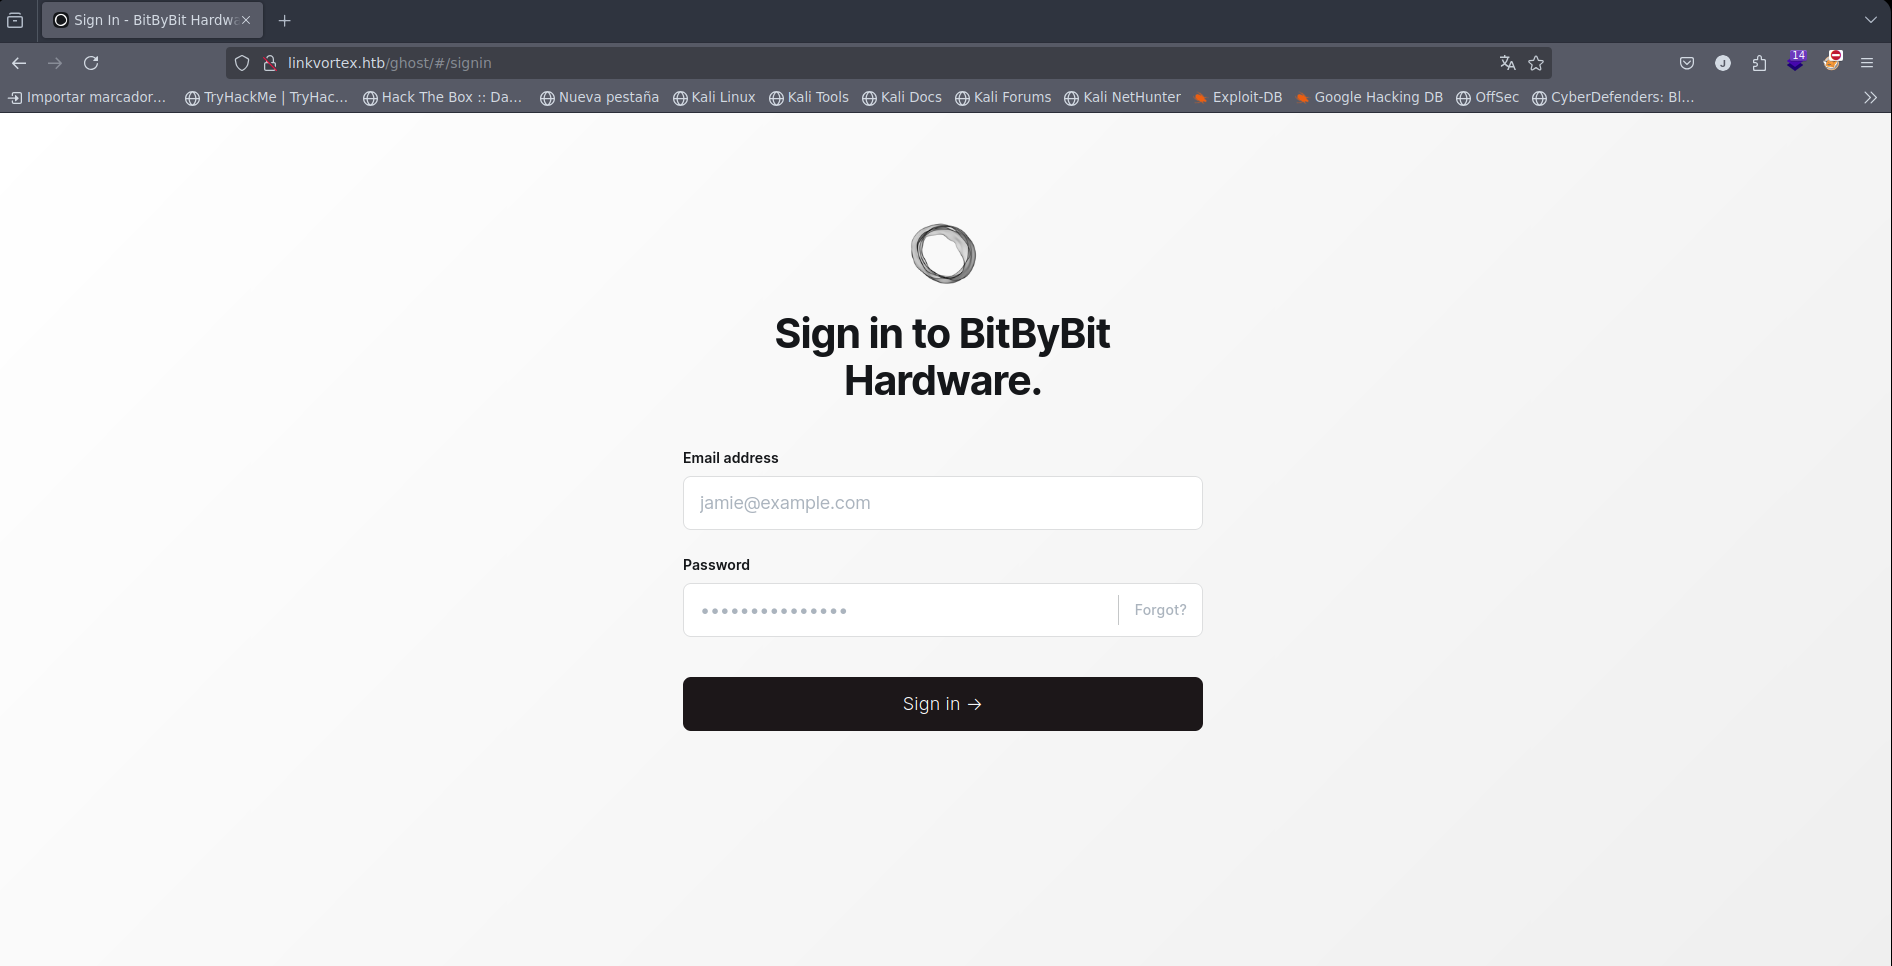 Sign In - BitByBit Hardwa
linkvortex.htb/ghost/#/signin
14
J
Importar marcador… TryHackMe | TryHac… Hack The Box :: Da… Nueva pestaña Kali Linux Kali Tools Kali Docs Kali Forums Kali NetHunter Exploit-DB Google Hacking DB OffSec CyberDefenders: Bl…
Sign in to BitByBit
Hardware.
Email address
jamie@example.com
Password
•••••••••••••••
Forgot?
Sign in →